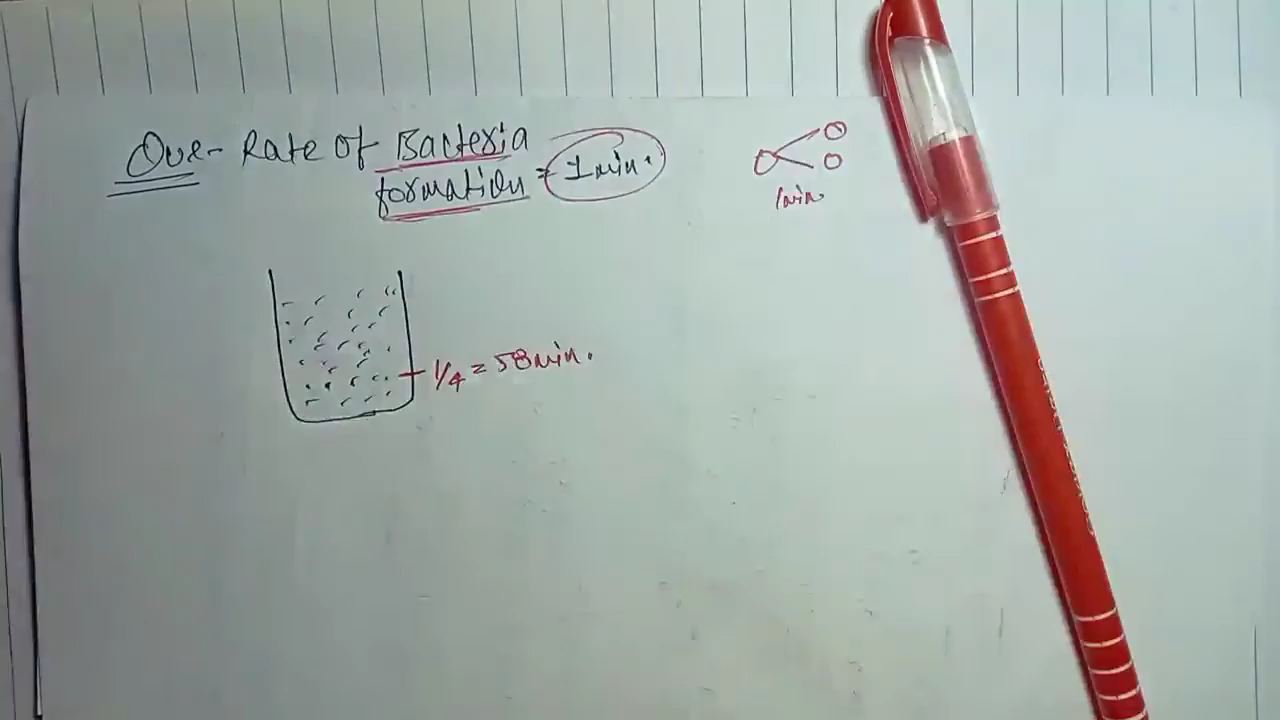 Que- Rate of Bacteria
formation = 1 min.
1min.
1/4 = 58 min.